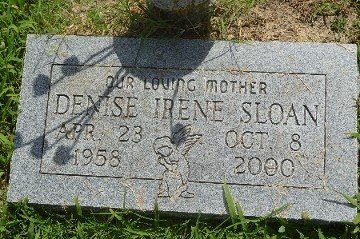 OUR LOVING MOTHER
DENISE IRENE SLOAN
APR. 23 OCT. 8
1958 2000